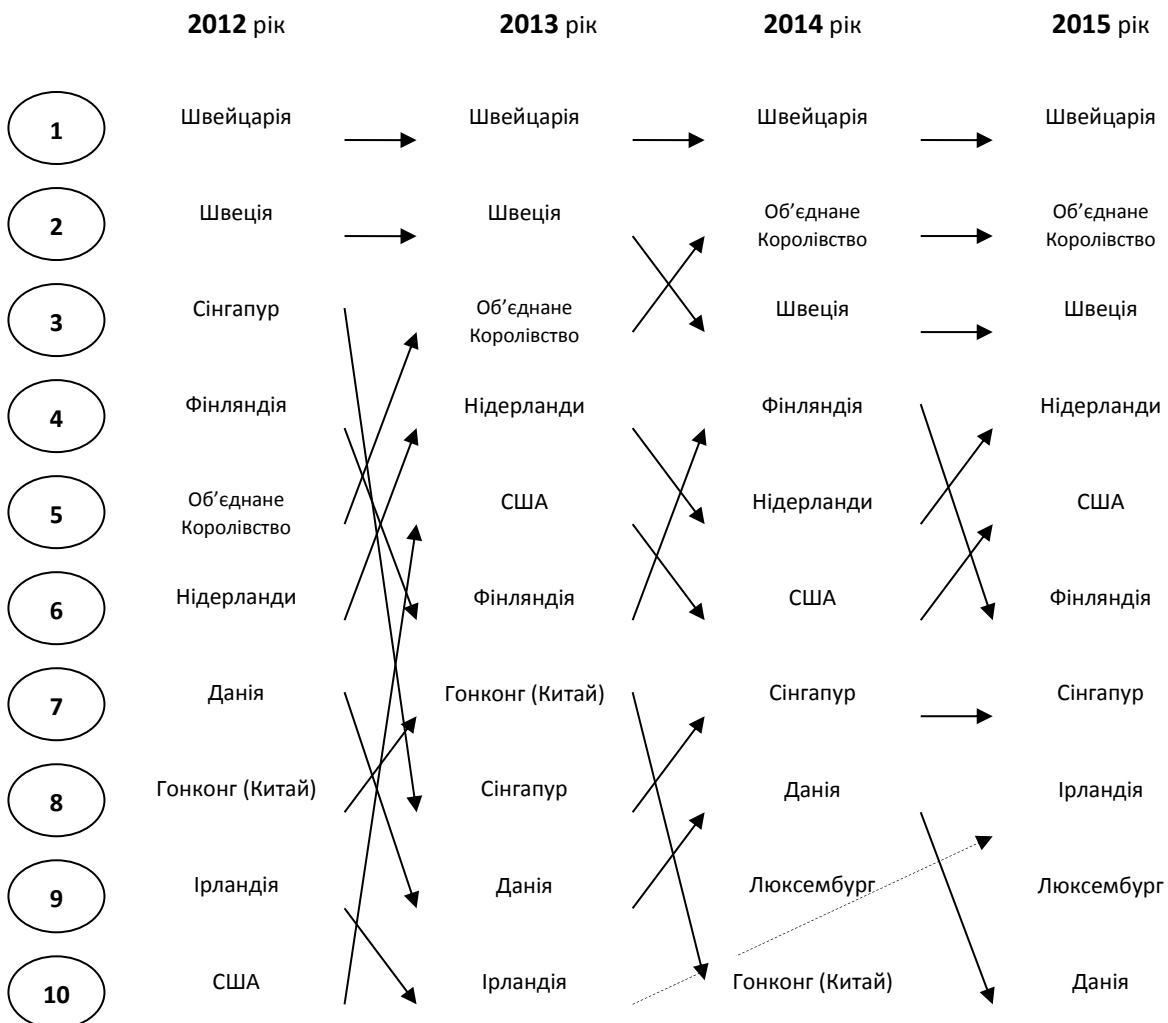 2012 рік 2013 рік 2014 рік 2015 рік
1 Швейцарія Швейцарія Швейцарія Швейцарія
2 Швеція Швеція Об’єднане Королівство Об’єднане Королівство
3 Сінгапур Об’єднане Королівство Швеція Швеція
4 Фінляндія Нідерланди Фінляндія Нідерланди
5 Об’єднане Королівство США Нідерланди США
6 Нідерланди Фінляндія США Фінляндія
7 Данія Гонконг (Китай) Сінгапур Сінгапур
8 Гонконг (Китай) Сінгапур Данія Ірландія
9 Ірландія Данія Люксембург Люксембург
10 США Ірландія Гонконг (Китай) Данія